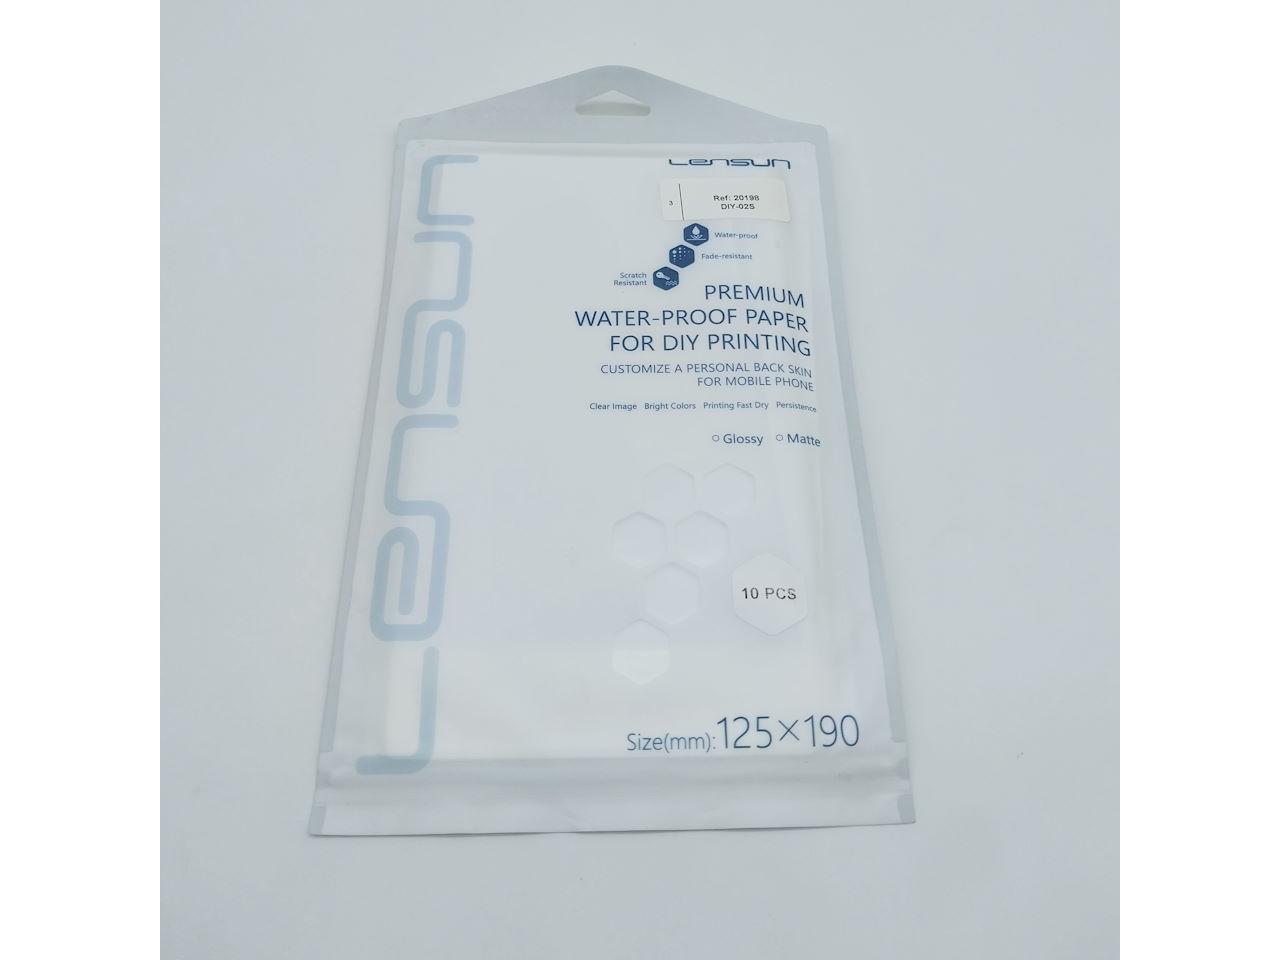 Lensun
Lensun
3
Ref: 20198
DIY-02S
Water-proof
Fade-resistant
Scratch
Resistant
PREMIUM
WATER-PROOF PAPER
FOR DIY PRINTING
CUSTOMIZE A PERSONAL BACK SKIN
FOR MOBILE PHONE
Clear Image Bright Colors Printing Fast Dry Persistence
Glossy Matte
10 PCS
Size(mm): 125×190